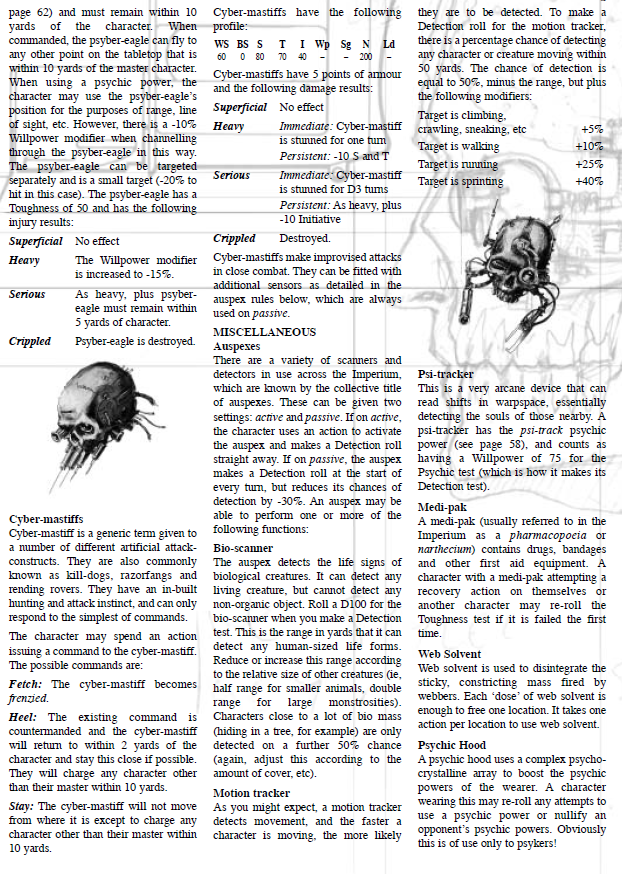 page 62) and must remain within 10
yards of the character. When
commanded, the psyber-eagle can fly to
any other point on the tabletop that is
within 10 yards of the master character.
When using a psychic power, the
character may use the psyber-eagle's
position for the purposes of range, line
of sight, etc. However, there is a -10%
Willpower modifier when channelling
through the psyber-eagle in this way.
The psyber-eagle can be targeted
separately and is a small target (-20% to
hit in this case). The psyber-eagle has a
Toughness of 50 and has the following
injury results:
Superficial No effect
Heavy The Willpower modifier
is increased to -15%.
Serious As heavy, plus psyber-
eagle must remain within
5 yards of character.
Crippled Psyber-eagle is destroyed.
Cyber-mastiffs
Cyber-mastiff is a generic term given to
a number of different artificial attack-
constructs. They are also commonly
known as kill-dogs, razorfangs and
rending rovers. They have an in-built
hunting and attack instinct, and can only
respond to the simplest of commands.
The character may spend an action
issuing a command to the cyber-mastiff.
The possible commands are:
Fetch: The cyber-mastiff becomes
frenzied.
Heel: The existing command is
countermanded and the cyber-mastiff
will return to within 2 yards of the
character and stay this close if possible.
They will charge any character other
than their master within 10 yards.
Stay: The cyber-mastiff will not move
from where it is except to charge any
character other than their master within
10 yards.
Cyber-mastiffs have the following
profile:
WS BS S T I Wp Sg N Ld
60 0 80 70 40 – – 200 –
Cyber-mastiffs have 5 points of armour
and the following damage results:
Superficial No effect
Heavy Immediate: Cyber-mastiff
is stunned for one turn
Persistent: -10 S and T
Serious Immediate: Cyber-mastiff
is stunned for D3 turns
Persistent: As heavy, plus
-10 Initiative
Crippled Destroyed.
Cyber-mastiffs make improvised attacks
in close combat. They can be fitted with
additional sensors as detailed in the
auspex rules below, which are always
used on passive.
MISCELLANEOUS
Auspexes
There are a variety of scanners and
detectors in use across the Imperium,
which are known by the collective title
of auspexes. These can be given two
settings: active and passive. If on active,
the character uses an action to activate
the auspex and makes a Detection roll
straight away. If on passive, the auspex
makes a Detection roll at the start of
every turn, but reduces its chances of
detection by -30%. An auspex may be
able to perform one or more of the
following functions:
Bio-scanner
The auspex detects the life signs of
biological creatures. It can detect any
living creature, but cannot detect any
non-organic object. Roll a D100 for the
bio-scanner when you make a Detection
test. This is the range in yards that it can
detect any human-sized life forms.
Reduce or increase this range according
to the relative size of other creatures (ie,
half range for smaller animals, double
range for large monstrosities).
Characters close to a lot of bio mass
(hiding in a tree, for example) are only
detected on a further 50% chance
(again, adjust this according to the
amount of cover, etc).
Motion tracker
As you might expect, a motion tracker
detects movement, and the faster a
character is moving, the more likely
they are to be detected. To make a
Detection roll for the motion tracker,
there is a percentage chance of detecting
any character or creature moving within
50 yards. The chance of detection is
equal to 50%, minus the range, but plus
the following modifiers:
Target is climbing,
crawling, sneaking, etc +5%
Target is walking +10%
Target is running +25%
Target is sprinting +40%
Psi-tracker
This is a very arcane device that can
read shifts in warpspace, essentially
detecting the souls of those nearby. A
psi-tracker has the psi-track psychic
power (see page 58), and counts as
having a Willpower of 75 for the
Psychic test (which is how it makes its
Detection test).
Medi-pak
A medi-pak (usually referred to in the
Imperium as a pharmacopoeia or
narthecium) contains drugs, bandages
and other first aid equipment. A
character with a medi-pak attempting a
recovery action on themselves or
another character may re-roll the
Toughness test if it is failed the first
time.
Web Solvent
Web solvent is used to disintegrate the
sticky, constricting mass fired by
webbers. Each 'dose' of web solvent is
enough to free one location. It takes one
action per location to use web solvent.
Psychic Hood
A psychic hood uses a complex psycho-
crystalline array to boost the psychic
powers of the wearer. A character
wearing this may re-roll any attempts to
use a psychic power or nullify an
opponent's psychic powers. Obviously
this is of use only to psykers!